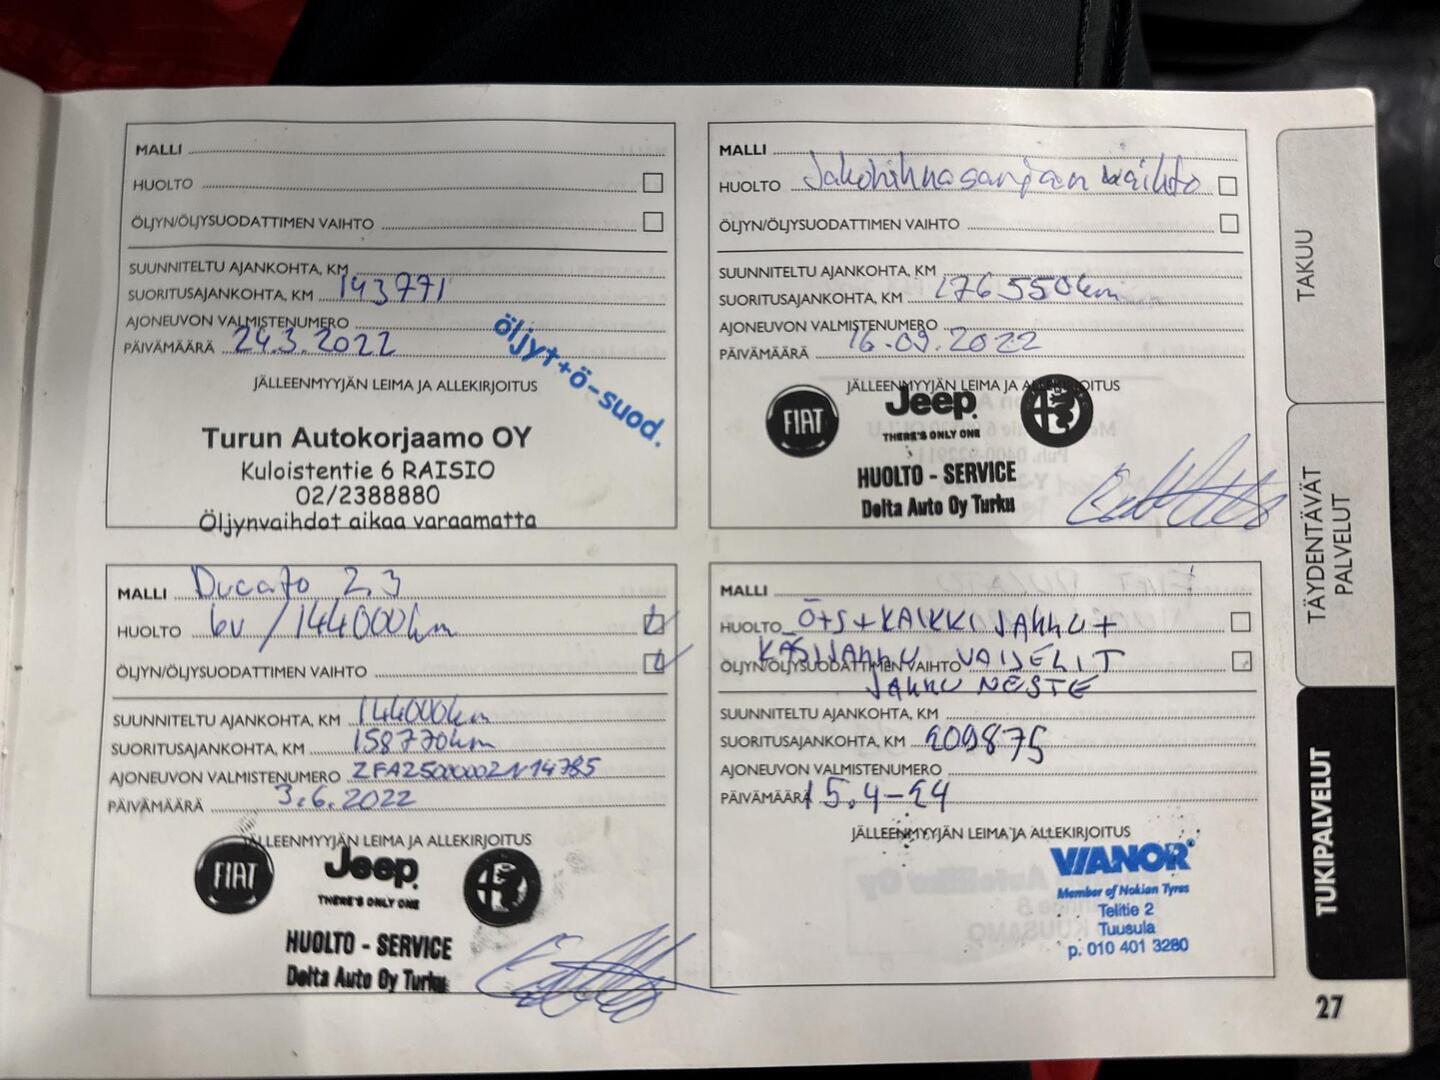 MALLI
HUOLTO
ÖLJYN/ÖLJYSUODATTIMEN VAIHTO
SUUNNITELTU AJANKOHTA, KM
SUORITUSAJANKOHTA, KM 143771
AJONEUVON VALMISTENUMERO
PÄIVÄMÄÄRÄ 24.3.2022
JÄLLEENMYYJÄN LEIMA JA ALLEKIRJOITUS
öljyt+ö-suod.
Turun Autokorjaamo OY
Kuloistentie 6 RAISIO
02/2388880
Öljynvaihdot aikaa varaamatta
MALLI
HUOLTO Jakohihnasarjan vaihto
ÖLJYN/ÖLJYSUODATTIMEN VAIHTO
SUUNNITELTU AJANKOHTA, KM
SUORITUSAJANKOHTA, KM 176550km
AJONEUVON VALMISTENUMERO
PÄIVÄMÄÄRÄ 16.09.2022
JÄLLEENMYYJÄN LEIMA JA ALLEKIRJOITUS
FIAT Jeep
THERE'S ONLY ONE
HUOLTO - SERVICE
Delta Auto Oy Turku
MALLI Ducato 2.3
HUOLTO 6v / 144000km
ÖLJYN/ÖLJYSUODATTIMEN VAIHTO
SUUNNITELTU AJANKOHTA, KM 144000km
SUORITUSAJANKOHTA, KM 158770km
AJONEUVON VALMISTENUMERO ZFA25000002N14785
PÄIVÄMÄÄRÄ 3.6.2022
JÄLLEENMYYJÄN LEIMA JA ALLEKIRJOITUS
FIAT Jeep
THERE'S ONLY ONE
HUOLTO - SERVICE
Delta Auto Oy Turku
MALLI
HUOLTO Ö+S+KAIKKI JARRU+
KÄSIJARRU VAIJERIT
ÖLJYN/ÖLJYSUODATTIMEN VAIHTO
JARRU NESTE
SUUNNITELTU AJANKOHTA, KM
SUORITUSAJANKOHTA, KM 209875
AJONEUVON VALMISTENUMERO
PÄIVÄMÄÄRÄ 15.4-24
JÄLLEENMYYJÄN LEIMA JA ALLEKIRJOITUS
VIANOR
Member of Nokian Tyres
Telitie 2
Tuusula
p. 010 401 3280
TAKUU
TÄYDENTÄVÄT
PALVELUT
TUKIPALVELUT
27